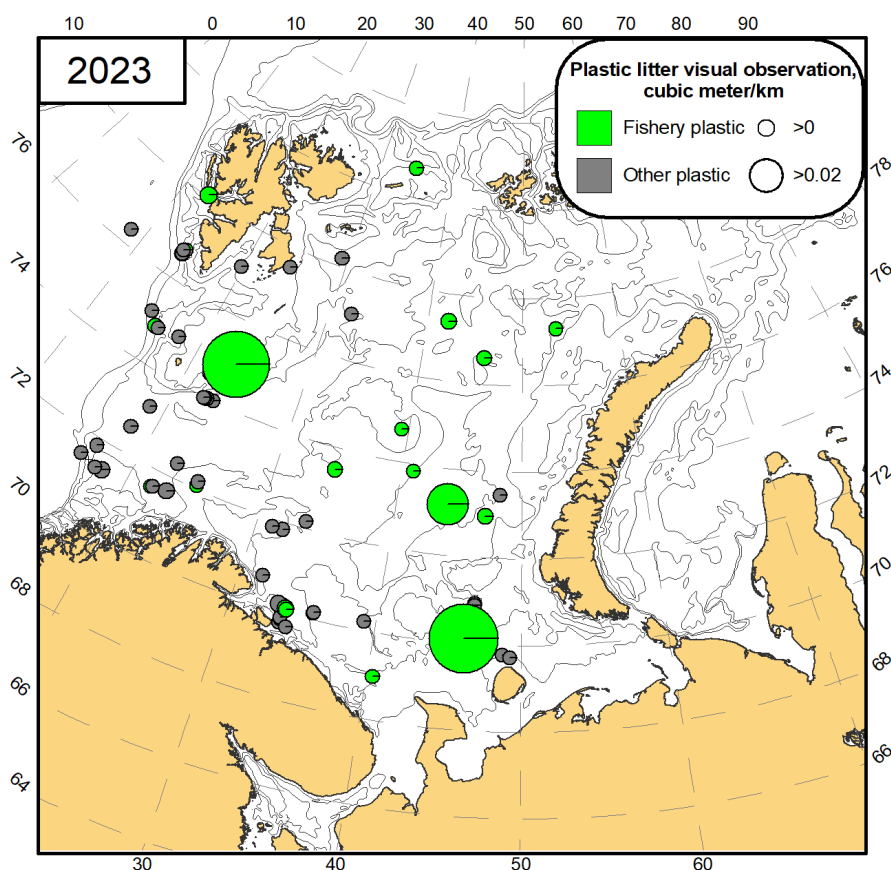 10 0 10 20 30 40 50 60 70 80 90
2023
Plastic litter visual observation,
cubic meter/km
Fishery plastic >0
Other plastic >0.02
76
74
72
70
68
66
64
78
76
74
72
70
68
66
30 40 50 60